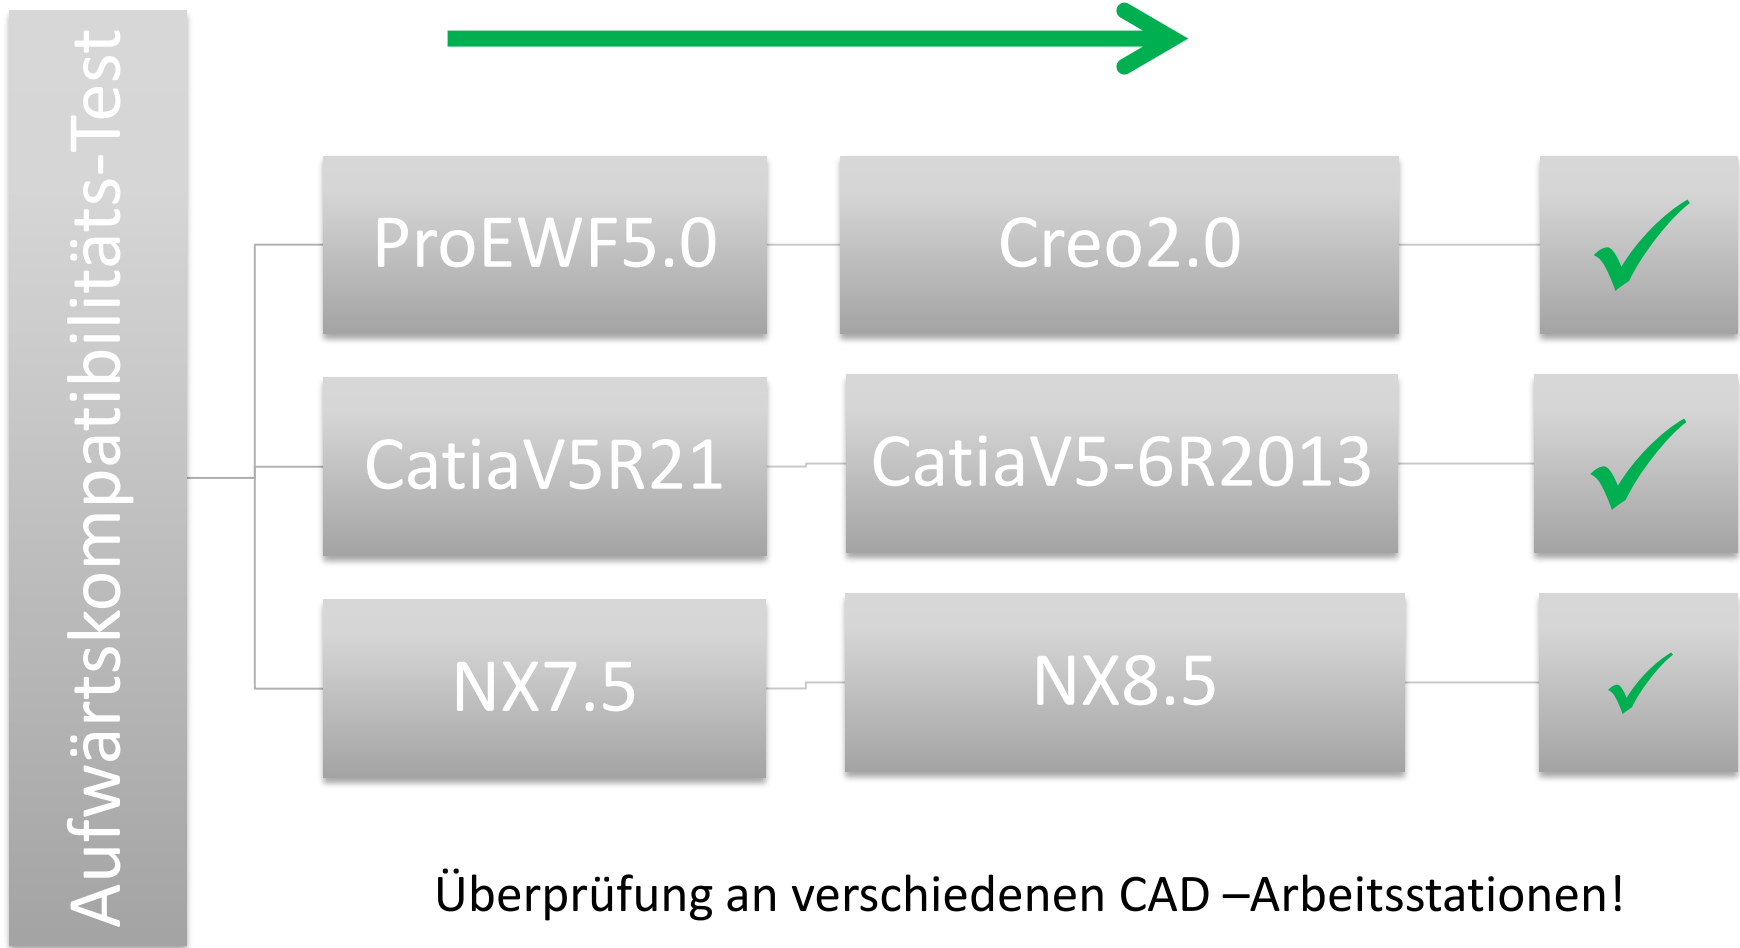 Aufwärtskompatibilitäts-Test
ProEWF5.0
Creo2.0
CatiaV5R21
CatiaV5-6R2013
NX7.5
NX8.5
Überprüfung an verschiedenen CAD –Arbeitsstationen!